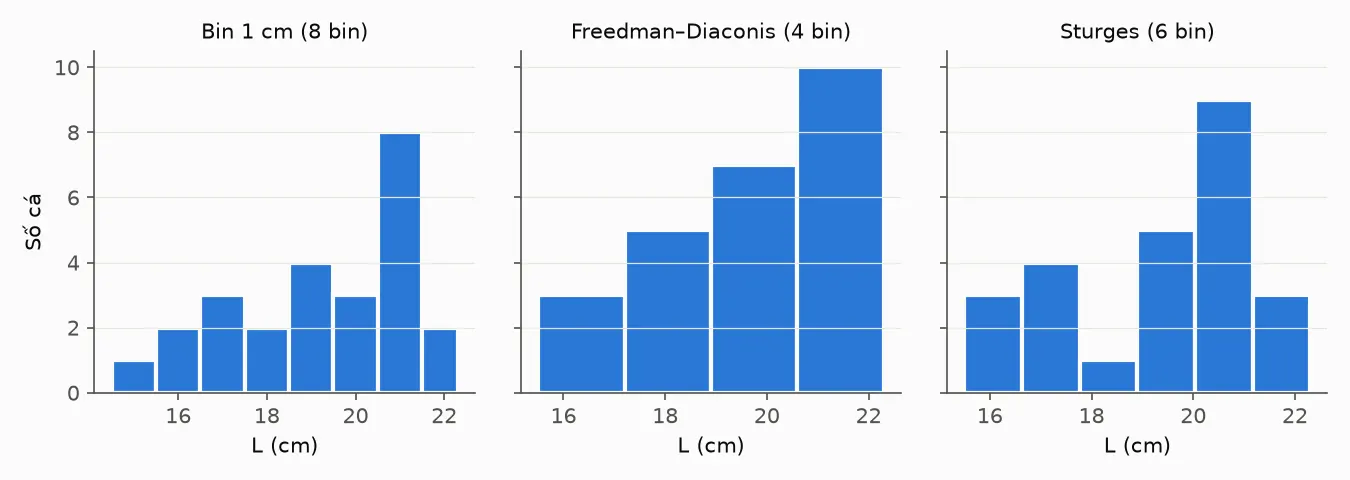 Bin 1 cm (8 bin)
Freedman–Diaconis (4 bin)
Sturges (6 bin)
10
8
6
4
2
0
Số cá
16 18 20 22
16 18 20 22
16 18 20 22
L (cm)
L (cm)
L (cm)